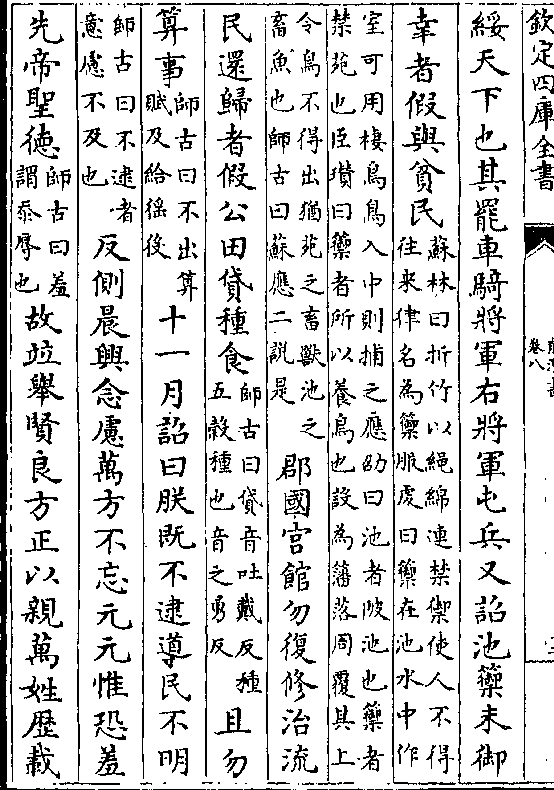 欽定四庫全書
卷八
綏天下也其罷車騎將軍右將軍屯兵又詔池籞未御
幸者假與貧民
蘇林曰折竹以繩綿連禁禦使人不得
往來律名為籞服虔曰籞在池水中作
室可用棲鳥鳥入中則捕之應劭曰池者陂池也籞者
禁苑也臣瓚曰籞者所以養鳥也設為籓落周覆其上
令鳥不得出猶苑之畜獸池之
畜魚也師古曰蘇應二說是
郡國宫館勿復修治流
民還歸者假公田貸種食
師古曰貸音吐戴反種
五穀種也音之勇反
且勿
算事
師古曰不出算
賦及給徭役
十一月詔曰朕既不逮導民不明
師古曰不逮者
意慮不及也
反側晨興念慮萬方不忘元元惟恐羞
先帝聖德
師古曰羞
謂忝辱也
故竝舉賢良方正以親萬姓歴載